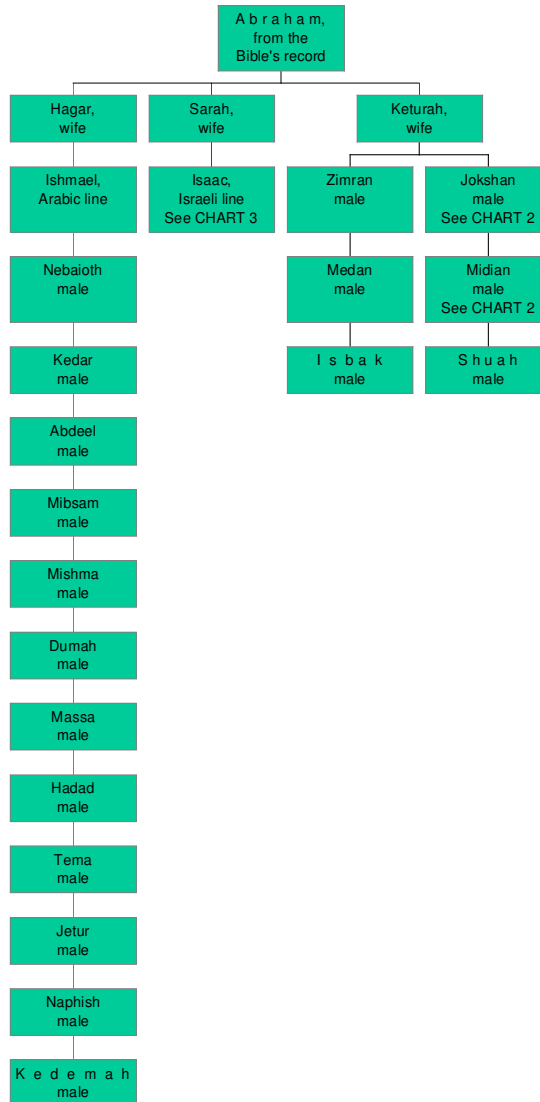 A b r a h a m,
from the
Bible's record
Hagar,
wife
Sarah,
wife
Keturah,
wife
Ishmael,
Arabic line
Isaac,
Israeli line
See CHART 3
Zimran
male
Jokshan
male
See CHART 2
Nebaioth
male
Medan
male
Midian
male
See CHART 2
Kedar
male
I s b a k
male
S h u a h
male
Abdeel
male
Mibsam
male
Mishma
male
Dumah
male
Massa
male
Hadad
male
Tema
male
Jetur
male
Naphish
male
K e d e m a h
male